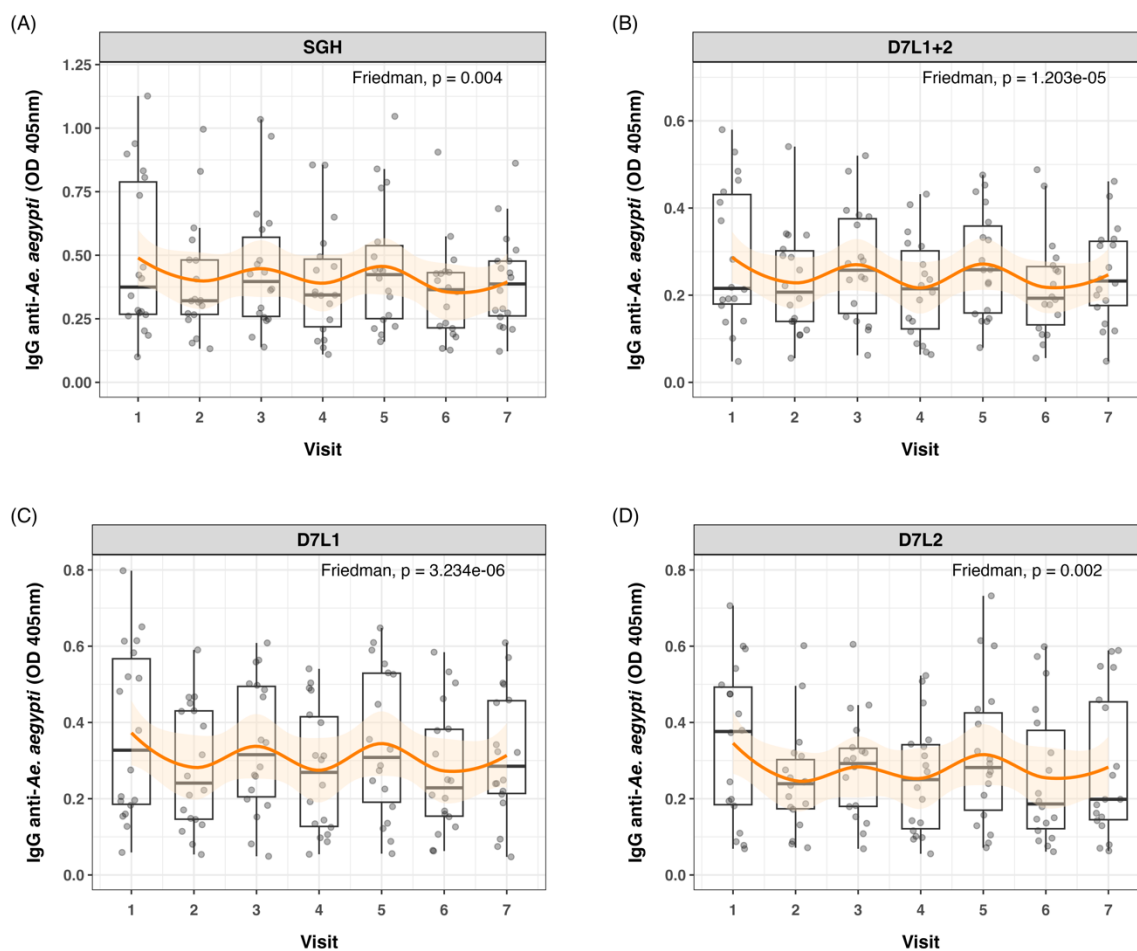 (A)
SGH
Friedman, p = 0.004
1.25
1.00
0.75
0.50
0.25
0.00
IgG anti-Ae. aegypti (OD 405nm)
1 2 3 4 5 6 7
Visit
(B)
D7L1+2
Friedman, p = 1.203e-05
0.6
0.4
0.2
0.0
IgG anti-Ae. aegypti (OD 405nm)
1 2 3 4 5 6 7
Visit
(C)
D7L1
Friedman, p = 3.234e-06
0.8
0.6
0.4
0.2
0.0
IgG anti-Ae. aegypti (OD 405nm)
1 2 3 4 5 6 7
Visit
(D)
D7L2
Friedman, p = 0.002
0.8
0.6
0.4
0.2
0.0
IgG anti-Ae. aegypti (OD 405nm)
1 2 3 4 5 6 7
Visit